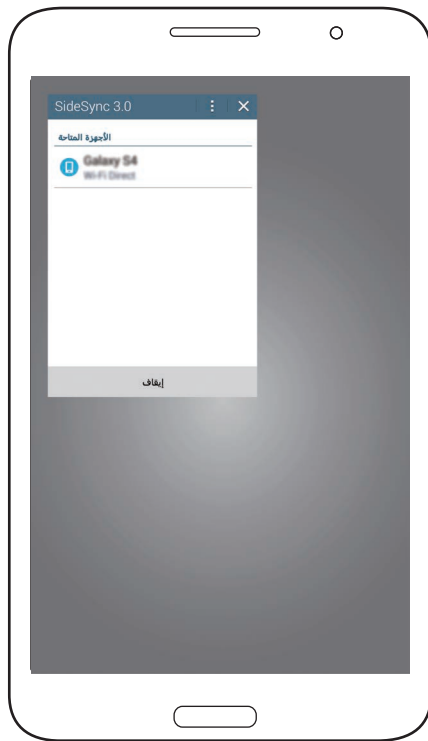 SideSync 3.0
الأجهزة المتاحة
Galaxy S4
Wi-Fi Direct
إيقاف